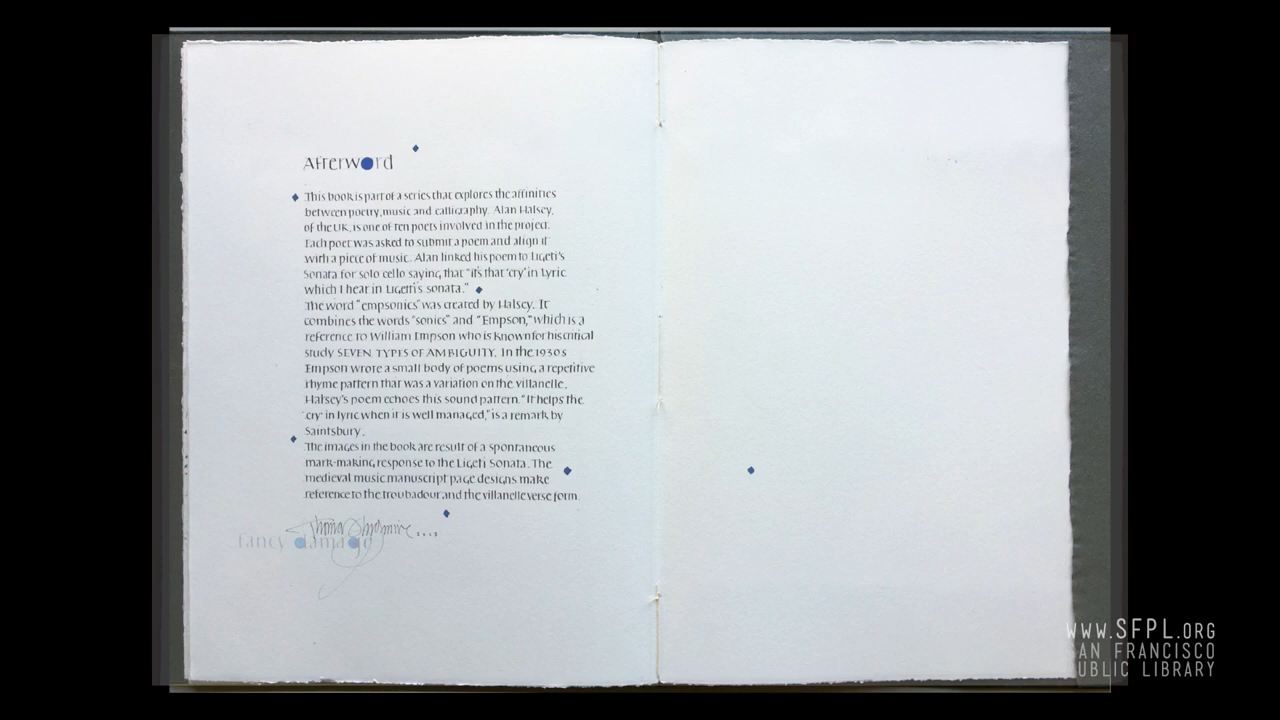 Afterword
This book is part of a series that explores the affinities
between poetry, music and calligraphy. Alan Halsey,
of the UK, is one of ten poets involved in the project.
Each poet was asked to submit a poem and align it
with a piece of music. Alan linked his poem to Ligeti's
Sonata for solo cello saying that "it's that 'cry' in lyric
which I hear in Ligetti's sonata."
The word "empsonics" was created by Halsey. It
combines the words "sonics" and "Empson," which is a
reference to William Empson who is known for his critical
study SEVEN TYPES OF AMBIGUITY. In the 1930s
Empson wrote a small body of poems using a repetitive
rhyme pattern that was a variation on the villanelle.
Halsey's poem echoes this sound pattern. "It helps the
'cry' in lyric when it is well managed," is a remark by
Saintsbury.
The images in the book are result of a spontaneous
mark-making response to the Ligeti Sonata. The
medieval music manuscript page designs make
reference to the troubadour and the villanelle verse form.
fancy
WWW.SFPL.ORG
SAN FRANCISCO
PUBLIC LIBRARY